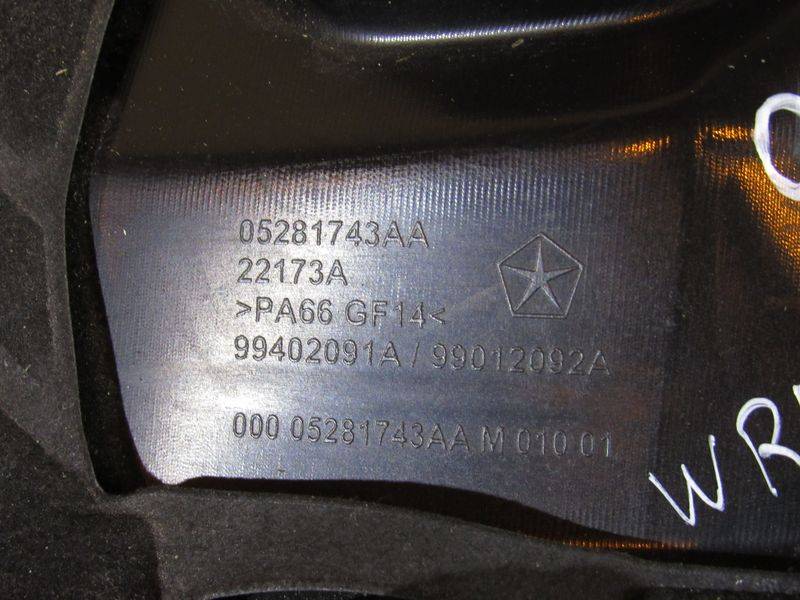 05281743AA
22173A
>PA66 GF14<
99402091A / 99012092A
000 05281743AA M 010 01